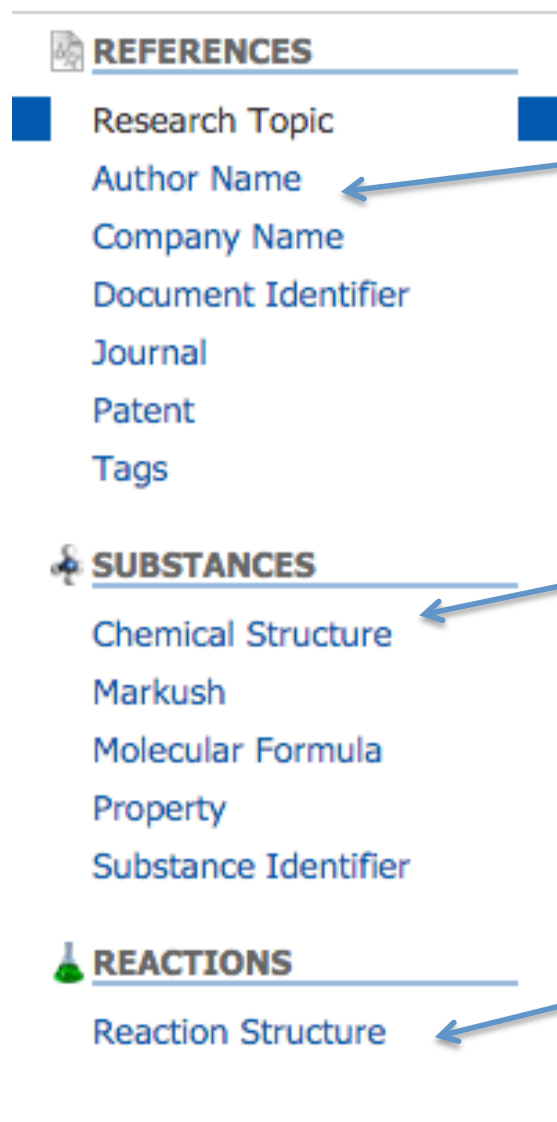 REFERENCES
Research Topic
Author Name
Company Name
Document Identifier
Journal
Patent
Tags
SUBSTANCES
Chemical Structure
Markush
Molecular Formula
Property
Substance Identifier
REACTIONS
Reaction Structure